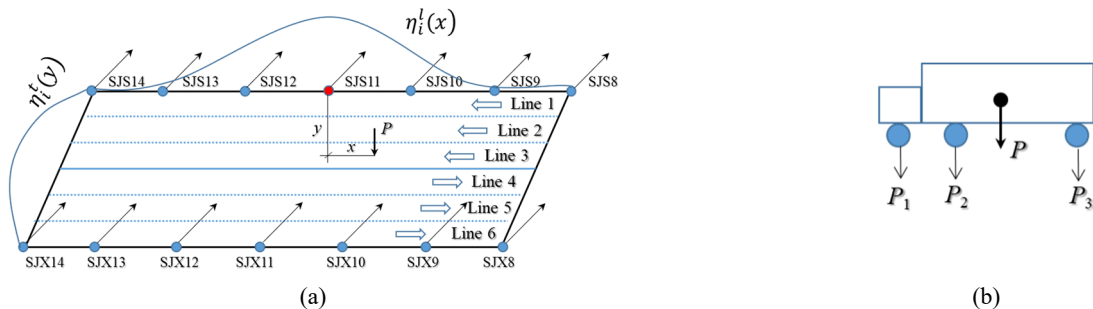 η_i^l(x)
η_i^t(y)
SJS14 SJS13 SJS12 SJS11 SJS10 SJS9 SJS8
Line 1
Line 2
y P
x Line 3
Line 4
Line 5
Line 6
SJX14 SJX13 SJX12 SJX11 SJX10 SJX9 SJX8
(a)
P
P₁ P₂ P₃
(b)